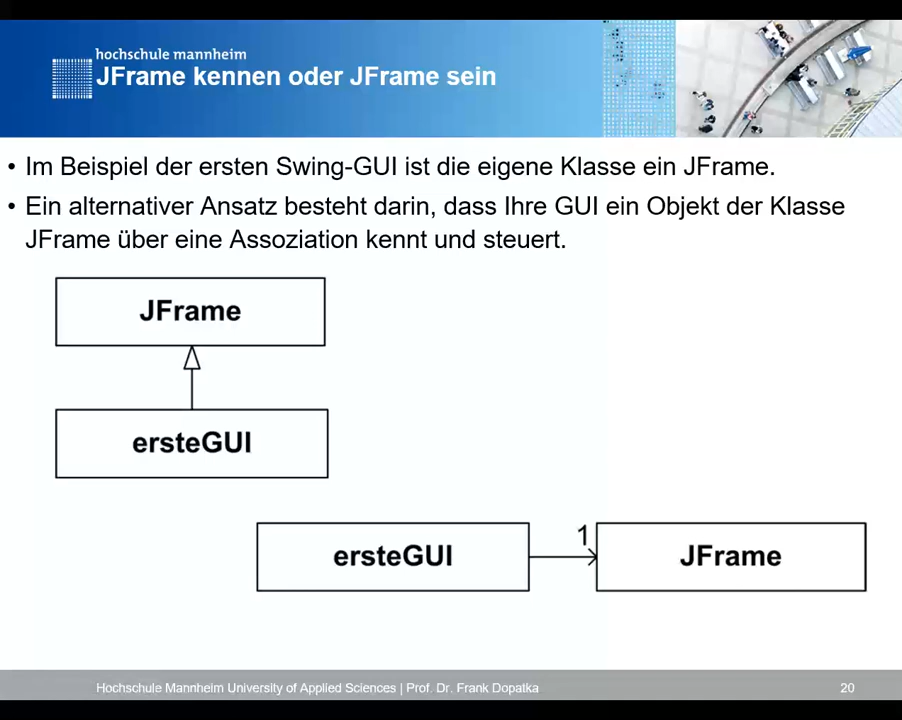 hochschule mannheim
JFrame kennen oder JFrame sein
• Im Beispiel der ersten Swing-GUI ist die eigene Klasse ein JFrame.
• Ein alternativer Ansatz besteht darin, dass Ihre GUI ein Objekt der Klasse
JFrame über eine Assoziation kennt und steuert.
JFrame
ersteGUI
ersteGUI
1
JFrame
Hochschule Mannheim University of Applied Sciences | Prof. Dr. Frank Dopatka
20